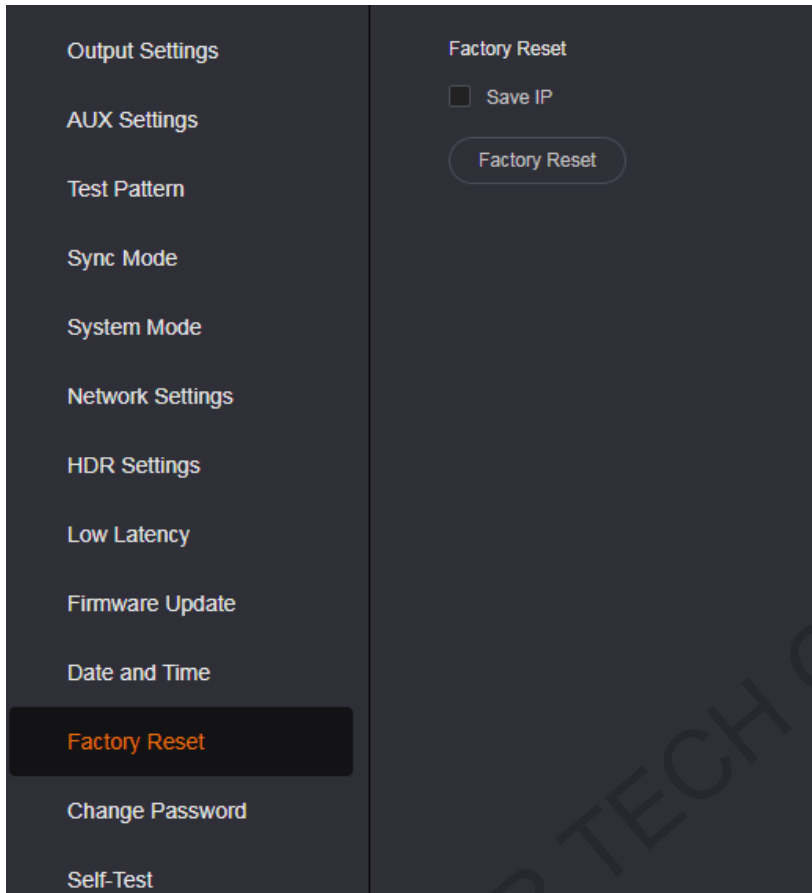 Output Settings
AUX Settings
Test Pattern
Sync Mode
System Mode
Network Settings
HDR Settings
Low Latency
Firmware Update
Date and Time
Factory Reset
Change Password
Self-Test
Factory Reset
Save IP
Factory Reset
TECH